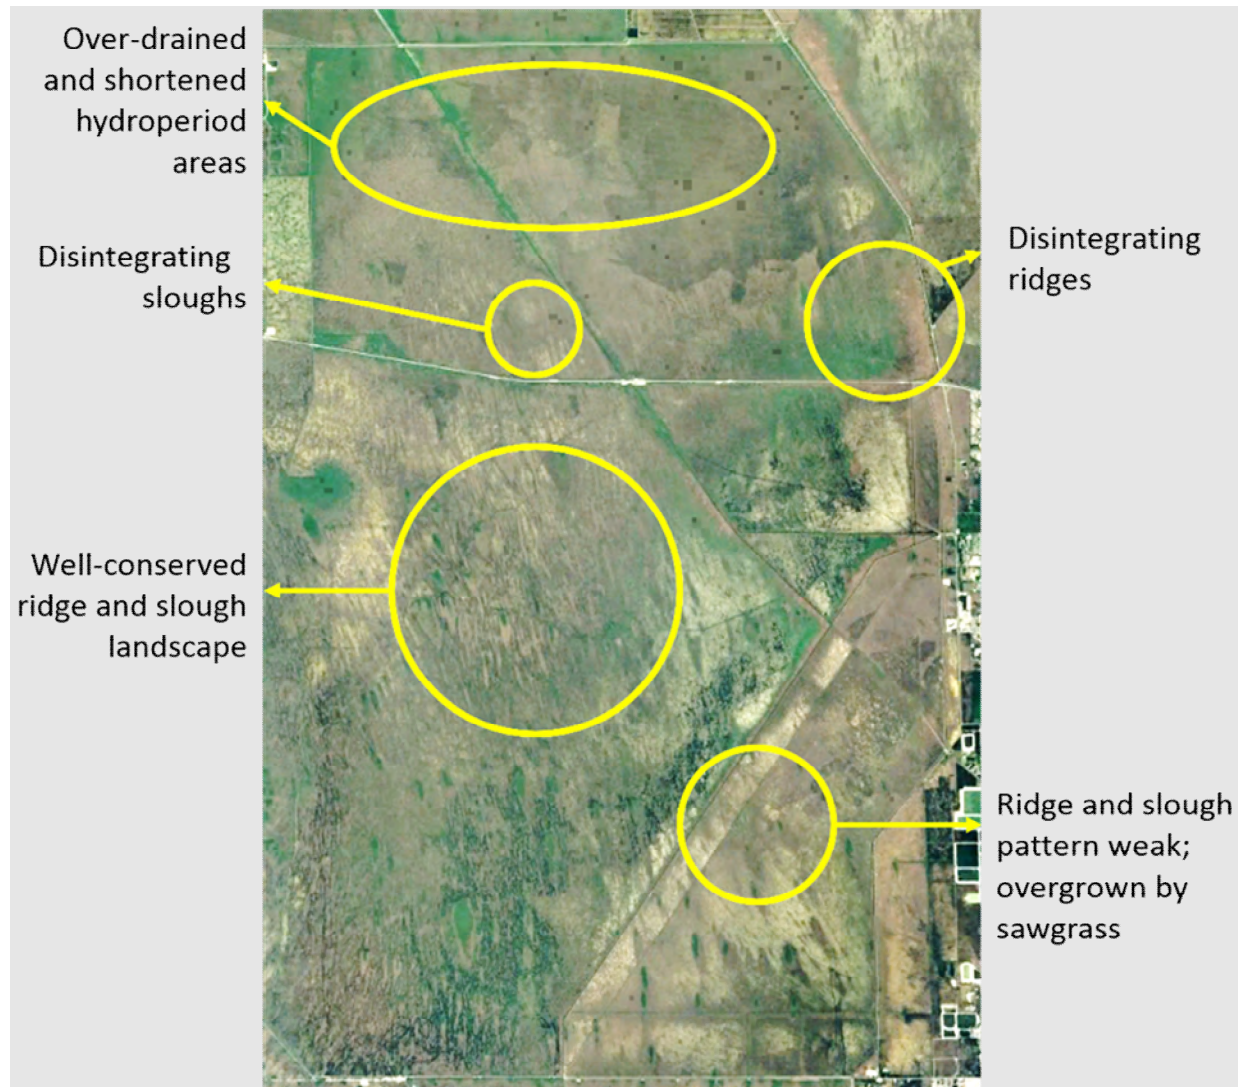 Over-drained
and shortened
hydroperiod
areas
Disintegrating
sloughs
Well-conserved
ridge and slough
landscape
Disintegrating
ridges
Ridge and slough
pattern weak;
overgrown by
sawgrass